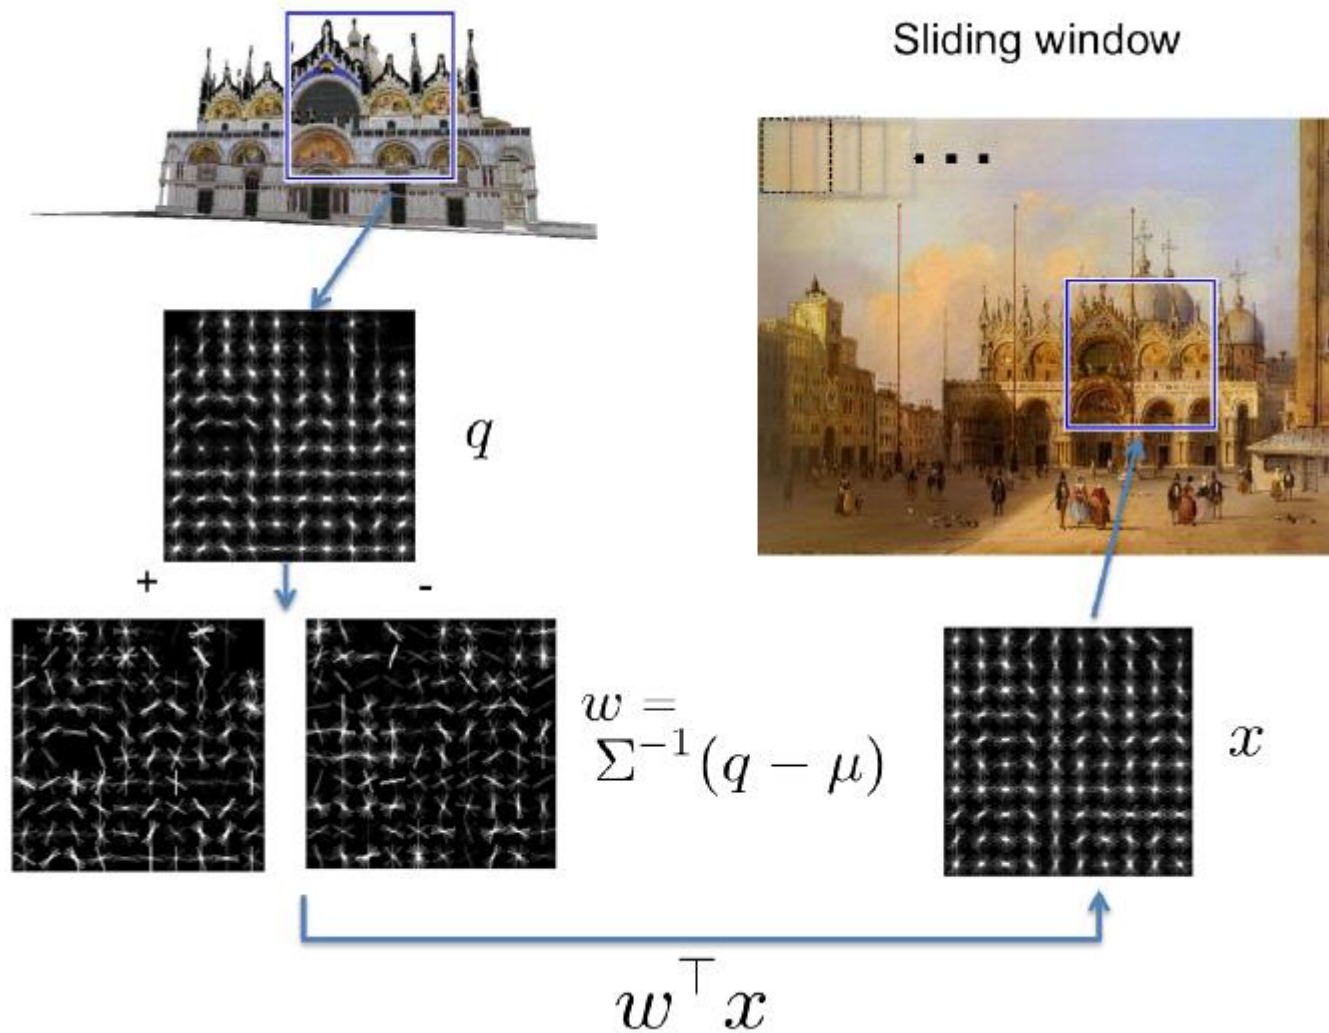 Sliding window
. . .
q
+ -
w =
Σ⁻¹(q − μ)
x
w⊤x